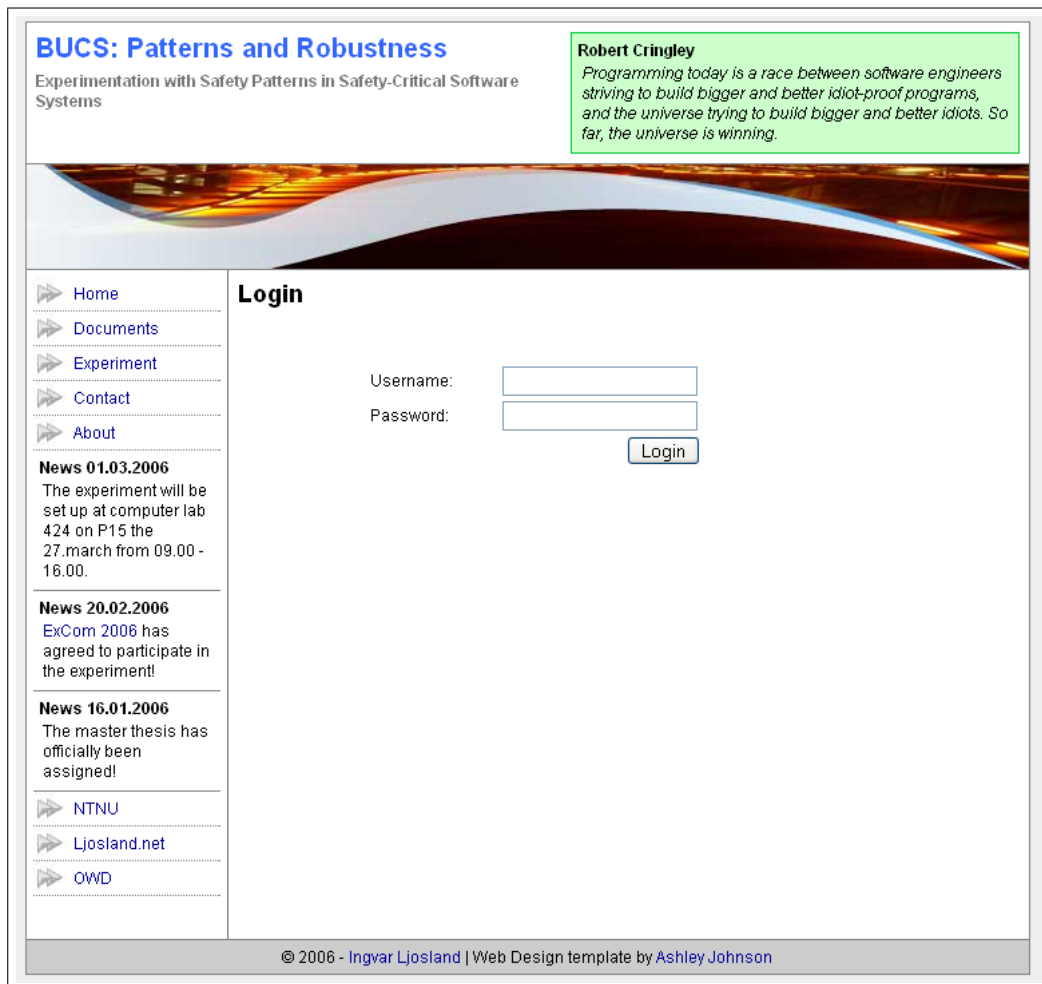 BUCS: Patterns and Robustness
Experimentation with Safety Patterns in Safety-Critical Software
Systems
Robert Cringley
Programming today is a race between software engineers
striving to build bigger and better idiot-proof programs,
and the universe trying to build bigger and better idiots. So
far, the universe is winning.
Home
Documents
Experiment
Contact
About
News 01.03.2006
The experiment will be
set up at computer lab
424 on P15 the
27.march from 09.00 -
16.00.
News 20.02.2006
ExCom 2006 has
agreed to participate in
the experiment!
News 16.01.2006
The master thesis has
officially been
assigned!
NTNU
Ljosland.net
OWD
Login
Username:
Password:
Login
© 2006 - Ingvar Ljosland | Web Design template by Ashley Johnson